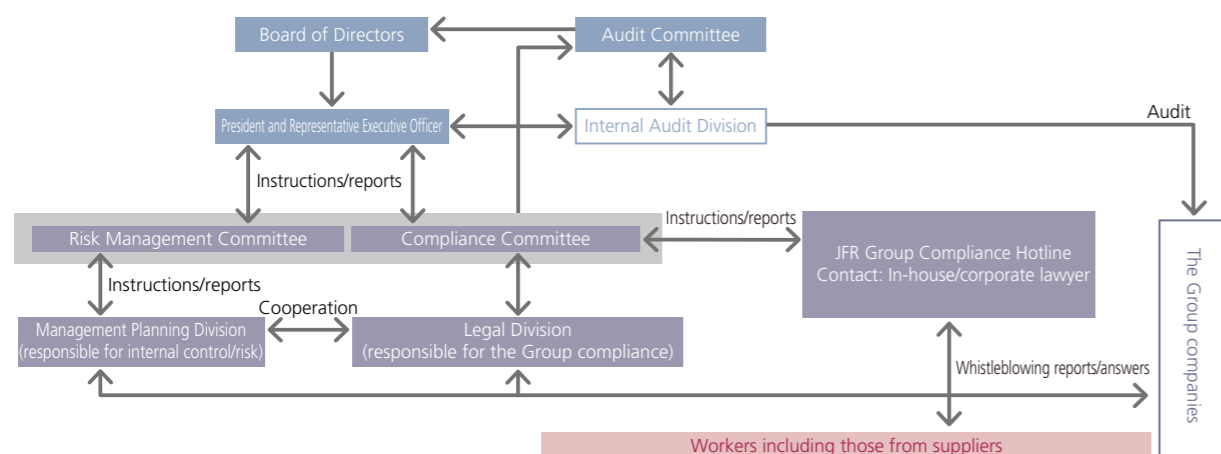 Board of Directors
Audit Committee
President and Representative Executive Officer
Internal Audit Division
Audit
Instructions/reports
Risk Management Committee
Compliance Committee
Instructions/reports
JFR Group Compliance Hotline
Contact: In-house/corporate lawyer
The Group companies
Instructions/reports
Cooperation
Management Planning Division
(responsible for internal control/risk)
Legal Division
(responsible for the Group compliance)
Whistleblowing reports/answers
Workers including those from suppliers